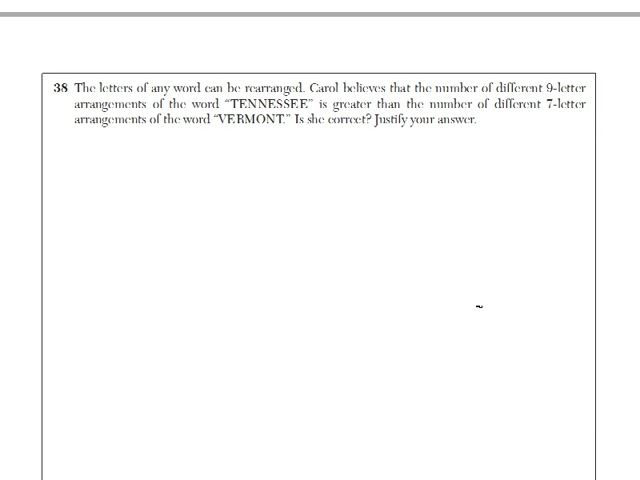 38 The letters of any word can be rearranged. Carol believes that the number of different 9-letter
arrangements of the word “TENNESSEE” is greater than the number of different 7-letter
arrangements of the word “VERMONT.” Is she correct? Justify your answer.